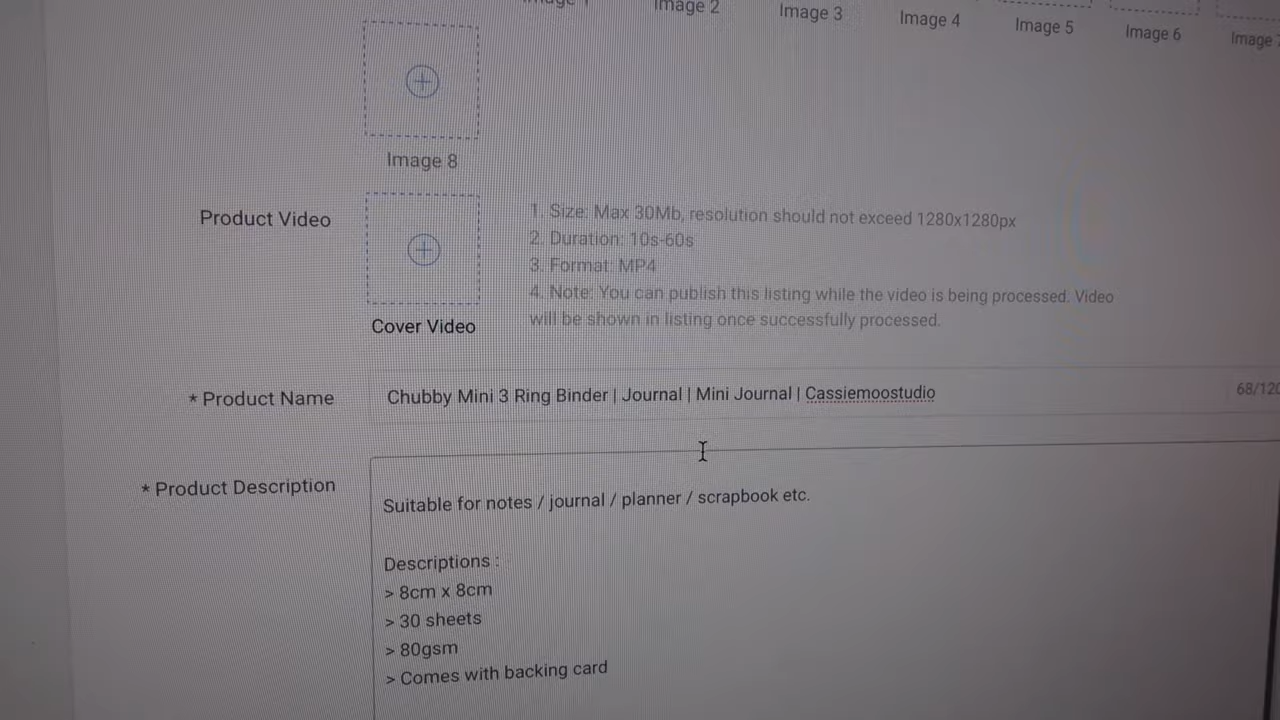 Image 2
Image 3
Image 4
Image 5
Image 6
Image
Image 8
Product Video
1. Size: Max 30Mb, resolution should not exceed 1280x1280px
2. Duration: 10s-60s
3. Format: MP4
4. Note: You can publish this listing while the video is being processed. Video
will be shown in listing once successfully processed.
Cover Video
* Product Name
Chubby Mini 3 Ring Binder | Journal | Mini Journal | Cassiemoostudio
68/120
* Product Description
Suitable for notes / journal / planner / scrapbook etc.
Descriptions :
> 8cm x 8cm
> 30 sheets
> 80gsm
> Comes with backing card